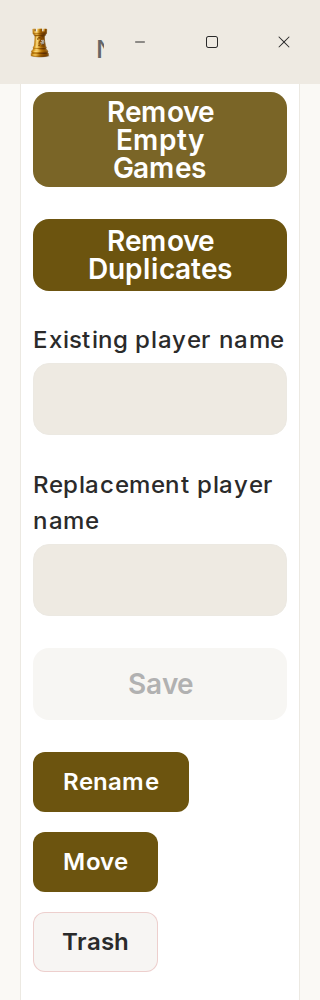 Remove
Empty
Games
Remove
Duplicates
Existing player name
Replacement player
name
Save
Rename
Move
Trash